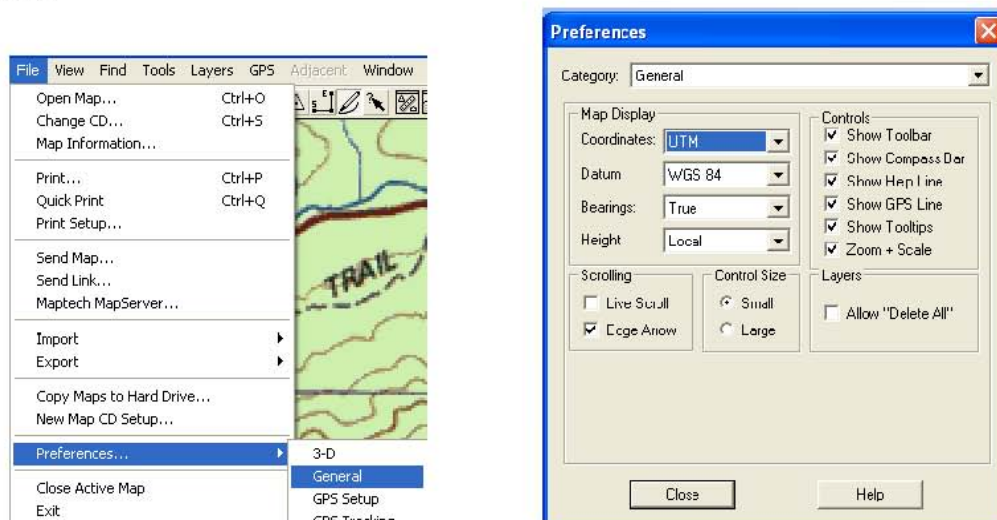 File View Find Tools Layers GPS Adjacent Window
Open Map... Ctrl+O
Change CD... Ctrl+S
Map Information...
Print... Ctrl+P
Quick Print Ctrl+Q
Print Setup...
Send Map...
Send Link...
Maptech MapServer...
Import
Export
Copy Maps to Hard Drive...
New Map CD Setup...
Preferences...
Close Active Map
Exit
3-D
General
GPS Setup
GPS Tracking
TRAIL
Preferences
Category: General
Map Display
Coordinates: UTM
Datum WGS 84
Bearings: True
Height Local
Controls
Show Toolbar
Show Compass Bar
Show Help Line
Show GPS Line
Show Tooltips
Zoom + Scale
Scrolling
Live Scroll
Edge Arrow
Control Size
Small
Large
Layers
Allow "Delete All"
Close
Help